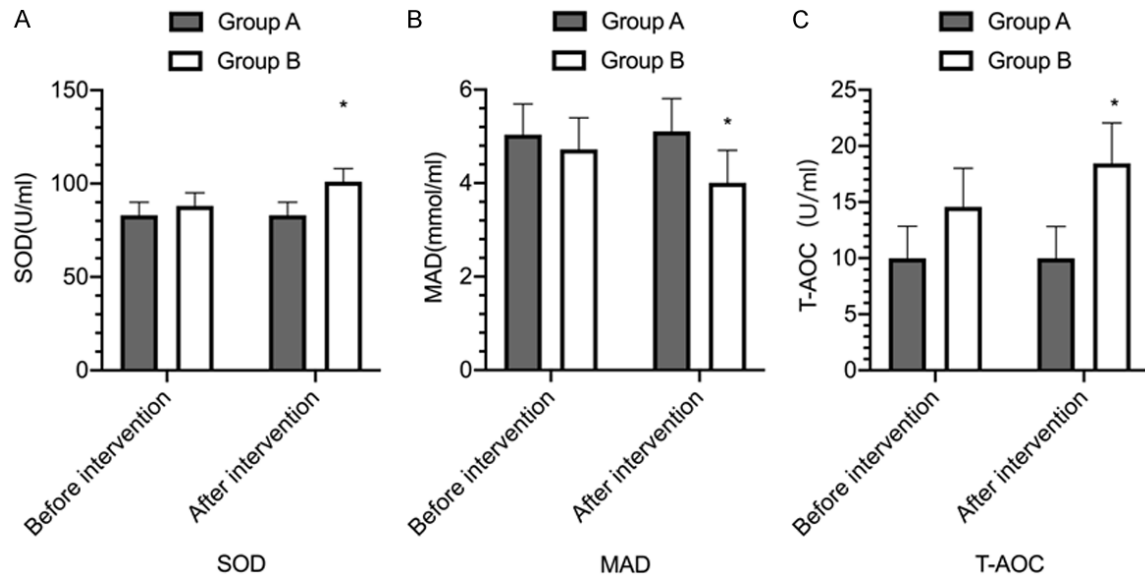 A
Group A
Group B
SOD(U/ml)
150
100
50
0
*
Before intervention
After intervention
SOD
B
Group A
Group B
MAD(mmol/ml)
6
4
2
0
*
Before intervention
After intervention
MAD
C
Group A
Group B
T-AOC (U/ml)
25
20
15
10
5
0
*
Before intervention
After intervention
T-AOC